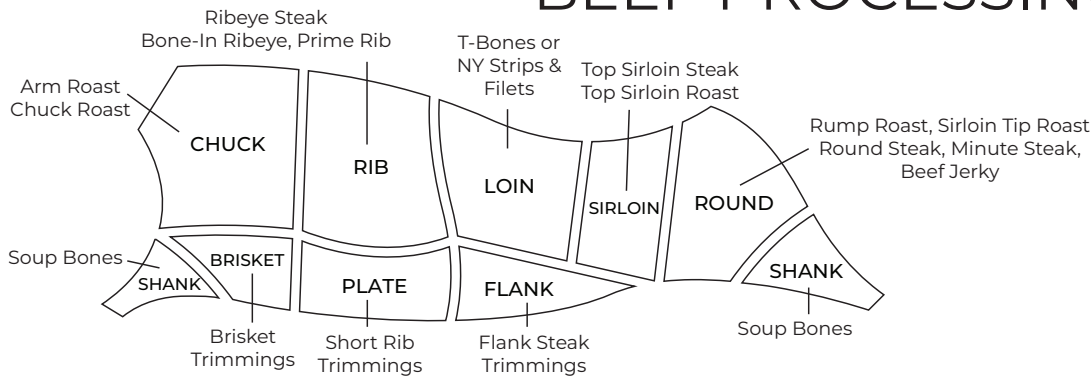 BEEF PROCESSIN
Ribeye Steak
Bone-In Ribeye, Prime Rib
T-Bones or
NY Strips &
Filets
Top Sirloin Steak
Top Sirloin Roast
Arm Roast
Chuck Roast
Rump Roast, Sirloin Tip Roast
Round Steak, Minute Steak,
Beef Jerky
CHUCK
RIB
LOIN
SIRLOIN
ROUND
Soup Bones
SHANK
BRISKET
PLATE
FLANK
SHANK
Brisket
Trimmings
Short Rib
Trimmings
Flank Steak
Trimmings
Soup Bones